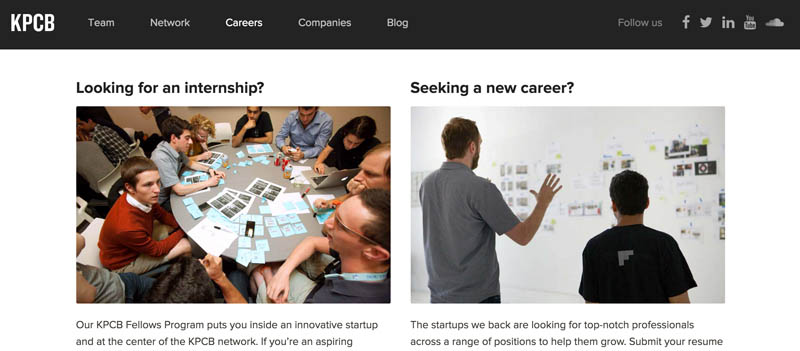 KPCB Team Network Careers Companies Blog Follow us You Tube
Looking for an internship? Seeking a new career?
Our KPCB Fellows Program puts you inside an innovative startup
and at the center of the KPCB network. If you're an aspiring
The startups we back are looking for top-notch professionals
across a range of positions to help them grow. Submit your resume